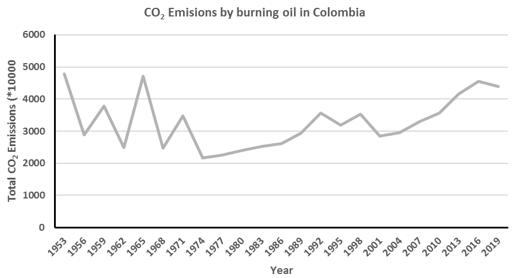 CO₂ Emisions by burning oil in Colombia
Total CO₂ Emissions (*10000
6000
5000
4000
3000
2000
1000
0
1953 1956 1959 1962 1965 1968 1971 1974 1977 1980 1983 1986 1989 1992 1995 1998 2001 2004 2007 2010 2013 2016 2019
Year